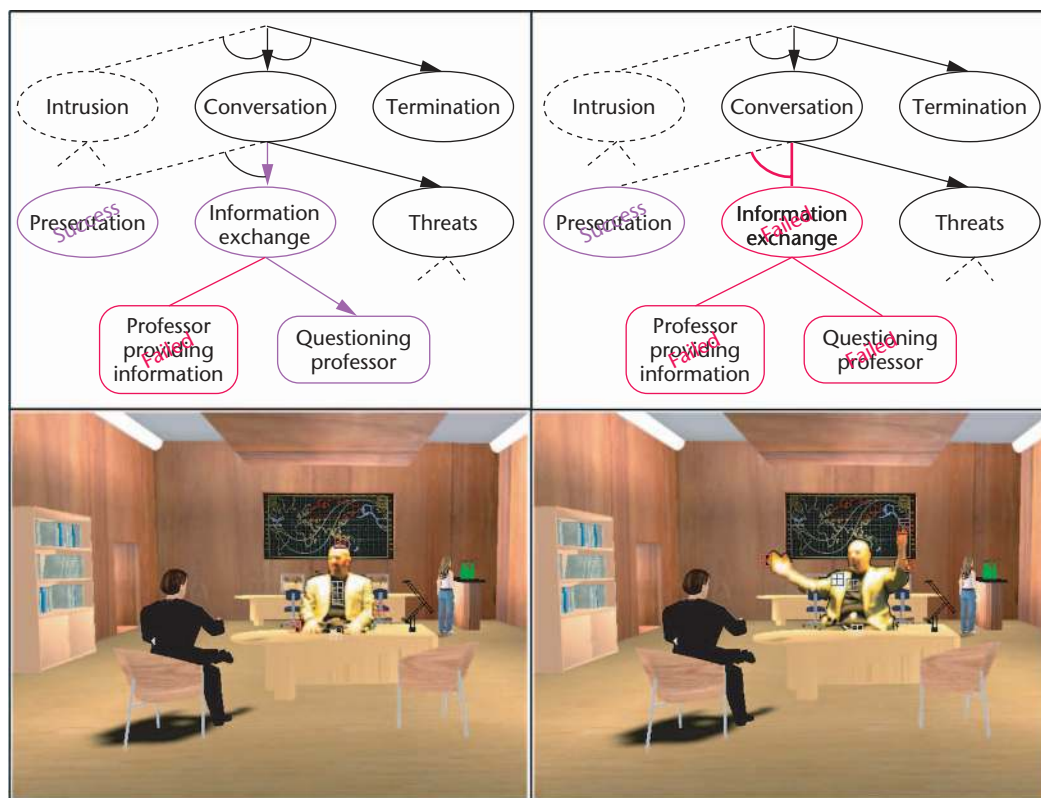 Intrusion
Conversation
Termination
Presentation
Success
Information
exchange
Threats
Professor
providing
information
Failed
Questioning
professor
Intrusion
Conversation
Termination
Presentation
Success
Information
exchange
Failed
Threats
Professor
providing
information
Failed
Questioning
professor
Failed